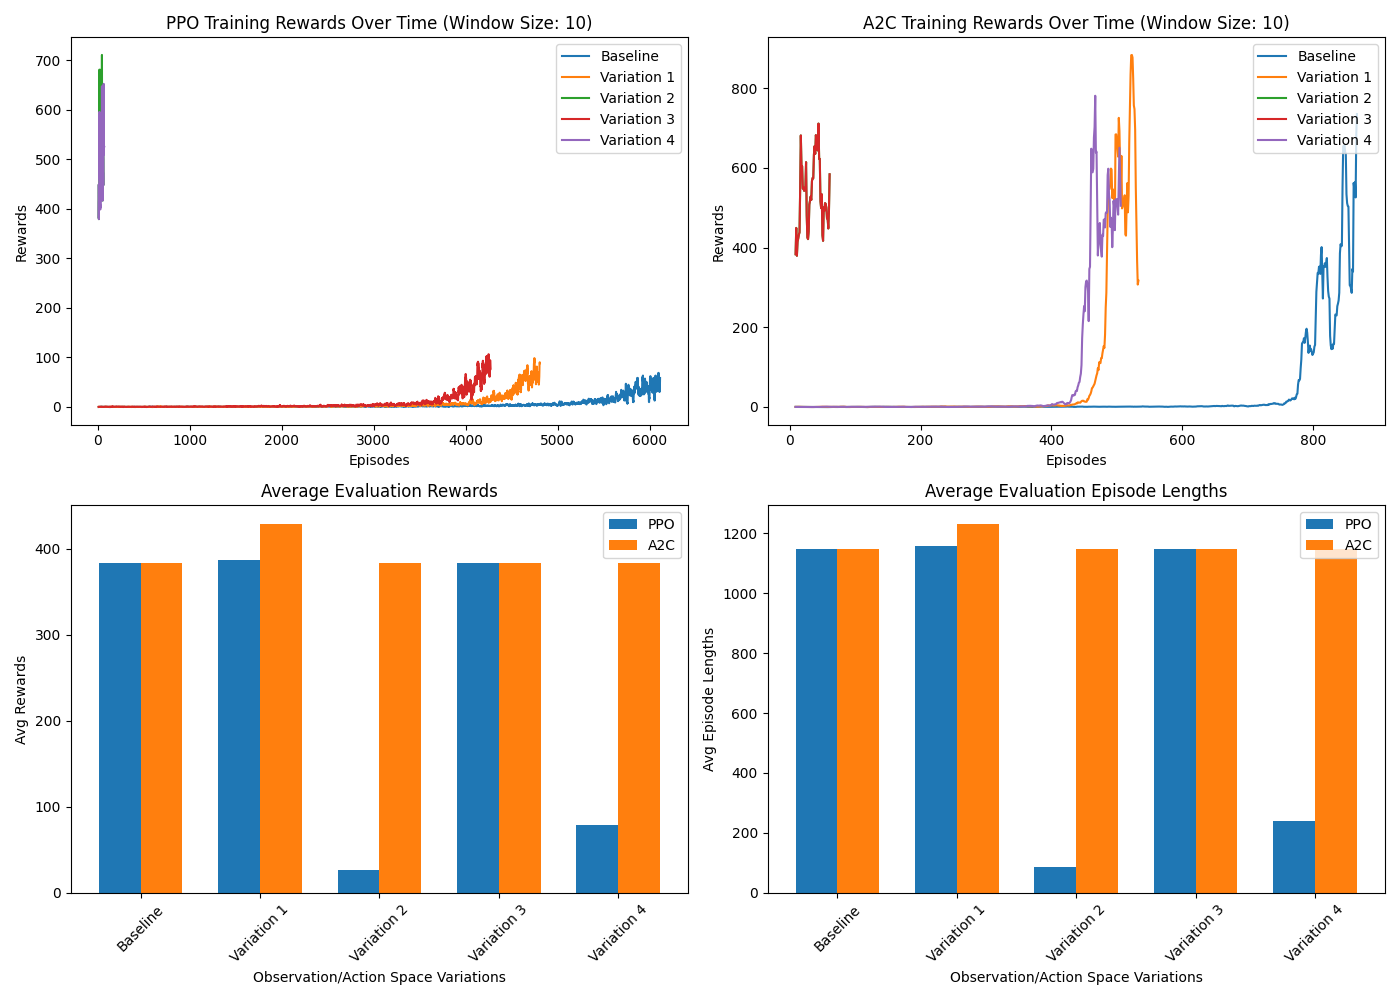 PPO Training Rewards Over Time (Window Size: 10)
Rewards
700
600
500
400
300
200
100
0
0 1000 2000 3000 4000 5000 6000
Episodes
Baseline
Variation 1
Variation 2
Variation 3
Variation 4
A2C Training Rewards Over Time (Window Size: 10)
Rewards
800
600
400
200
0
0 200 400 600 800
Episodes
Baseline
Variation 1
Variation 2
Variation 3
Variation 4
Average Evaluation Rewards
Avg Rewards
400
300
200
100
0
Baseline
Variation 1
Variation 2
Variation 3
Variation 4
Observation/Action Space Variations
PPO
A2C
Average Evaluation Episode Lengths
Avg Episode Lengths
1200
1000
800
600
400
200
0
Baseline
Variation 1
Variation 2
Variation 3
Variation 4
Observation/Action Space Variations
PPO
A2C